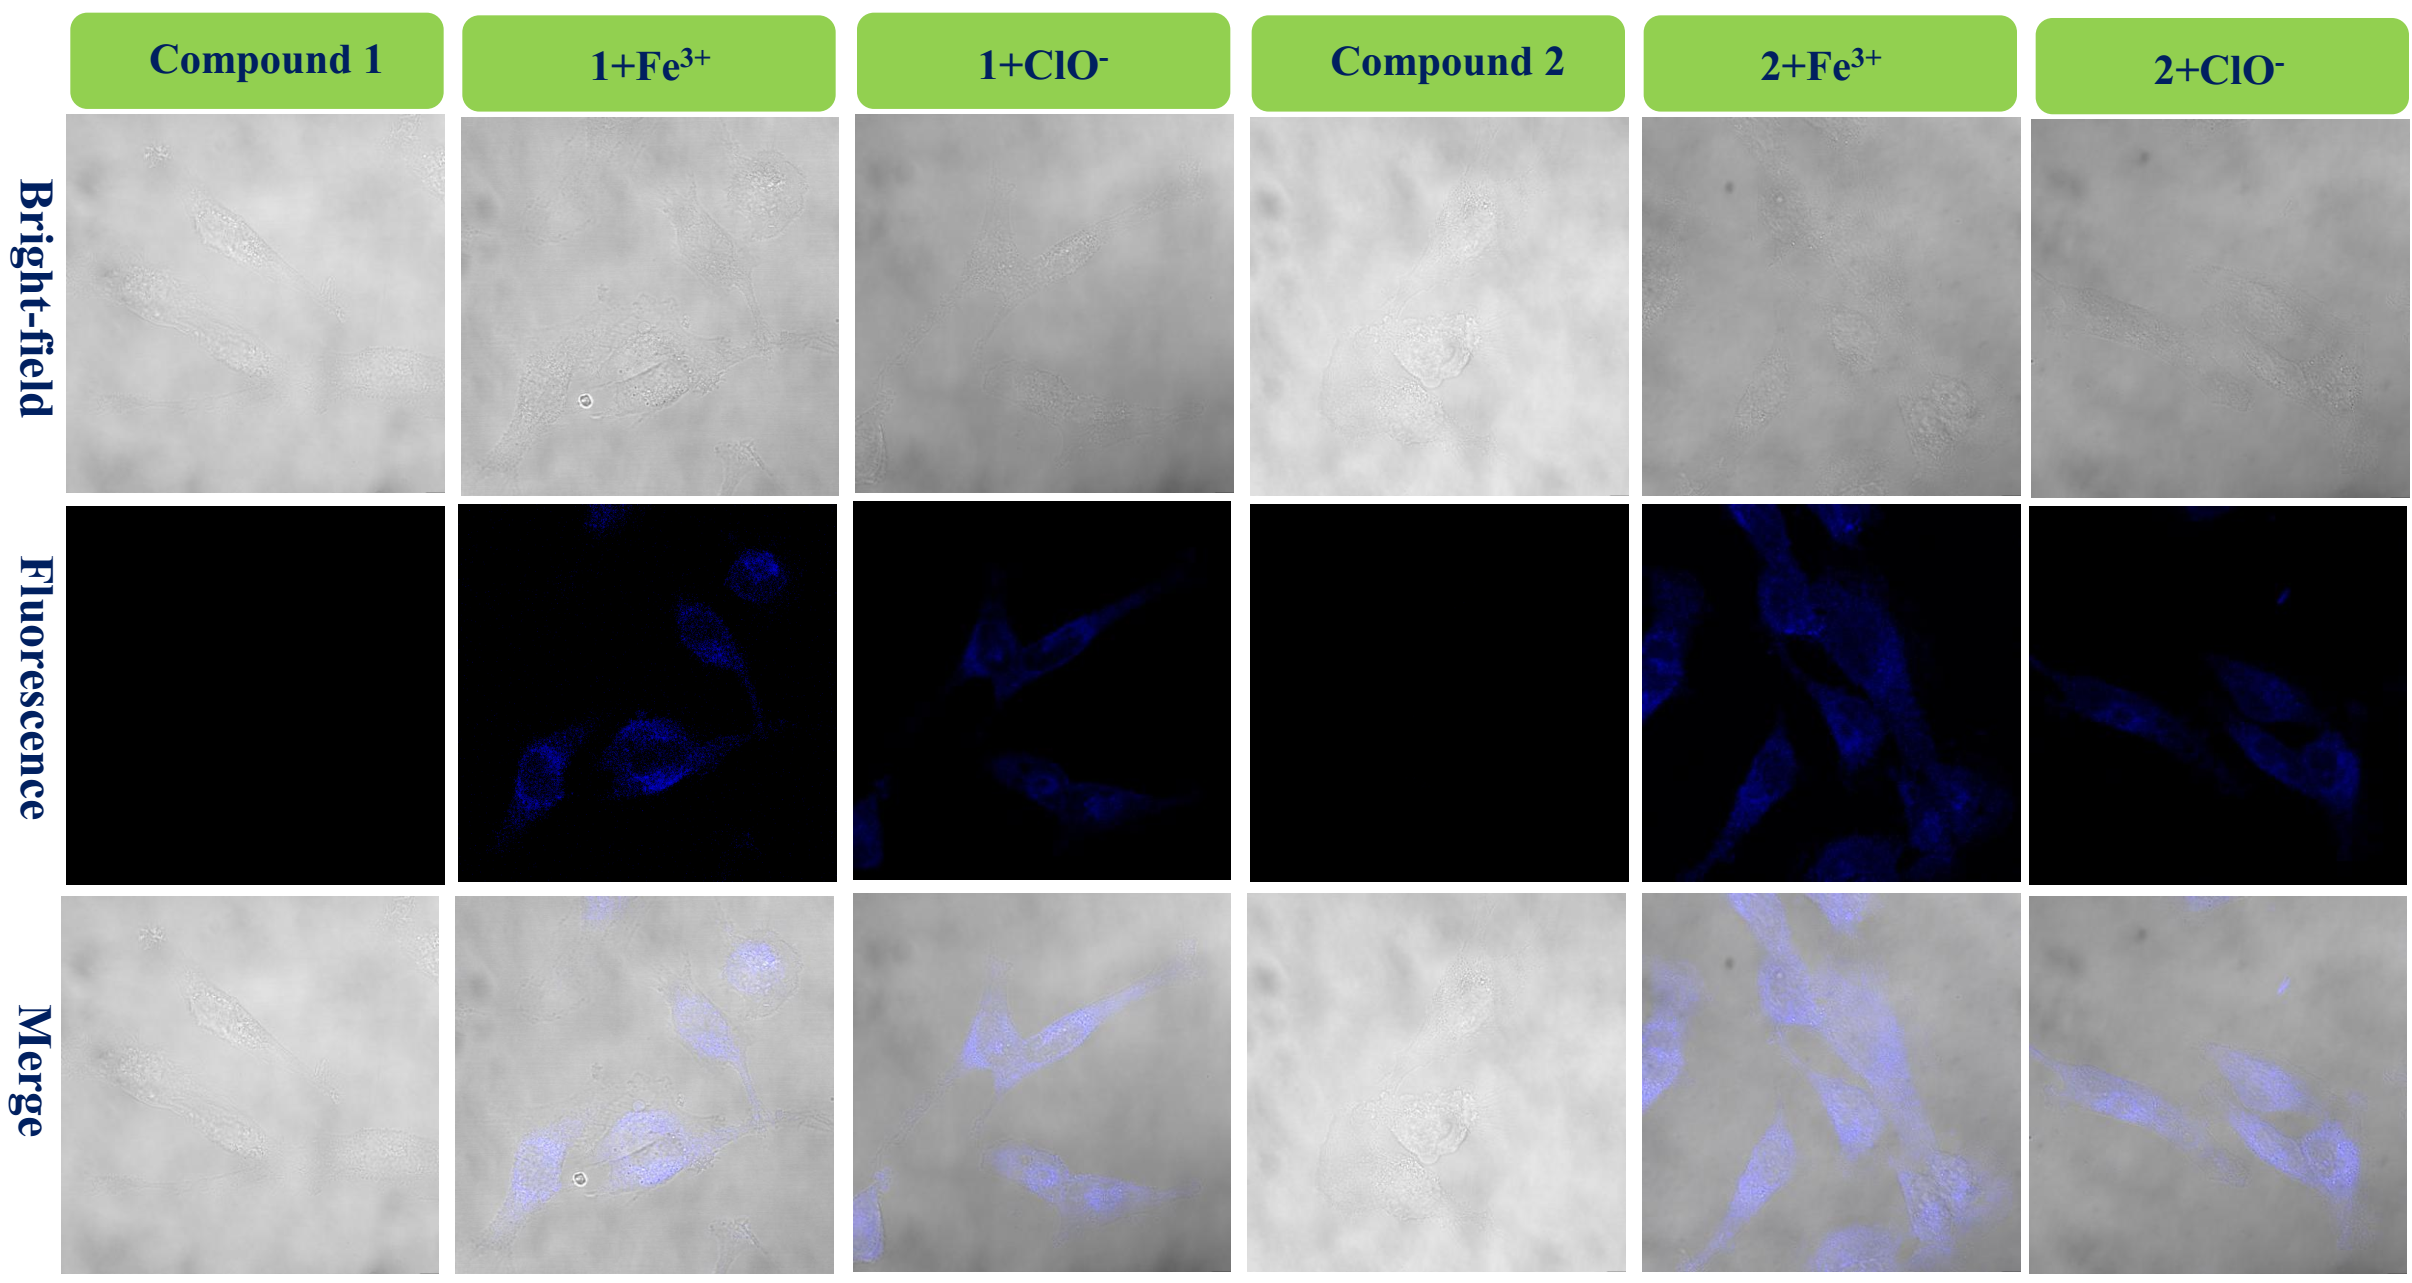 Compound 1
1+Fe³⁺
1+ClO⁻
Compound 2
2+Fe³⁺
2+ClO⁻
Bright-field
Fluorescence
Merge